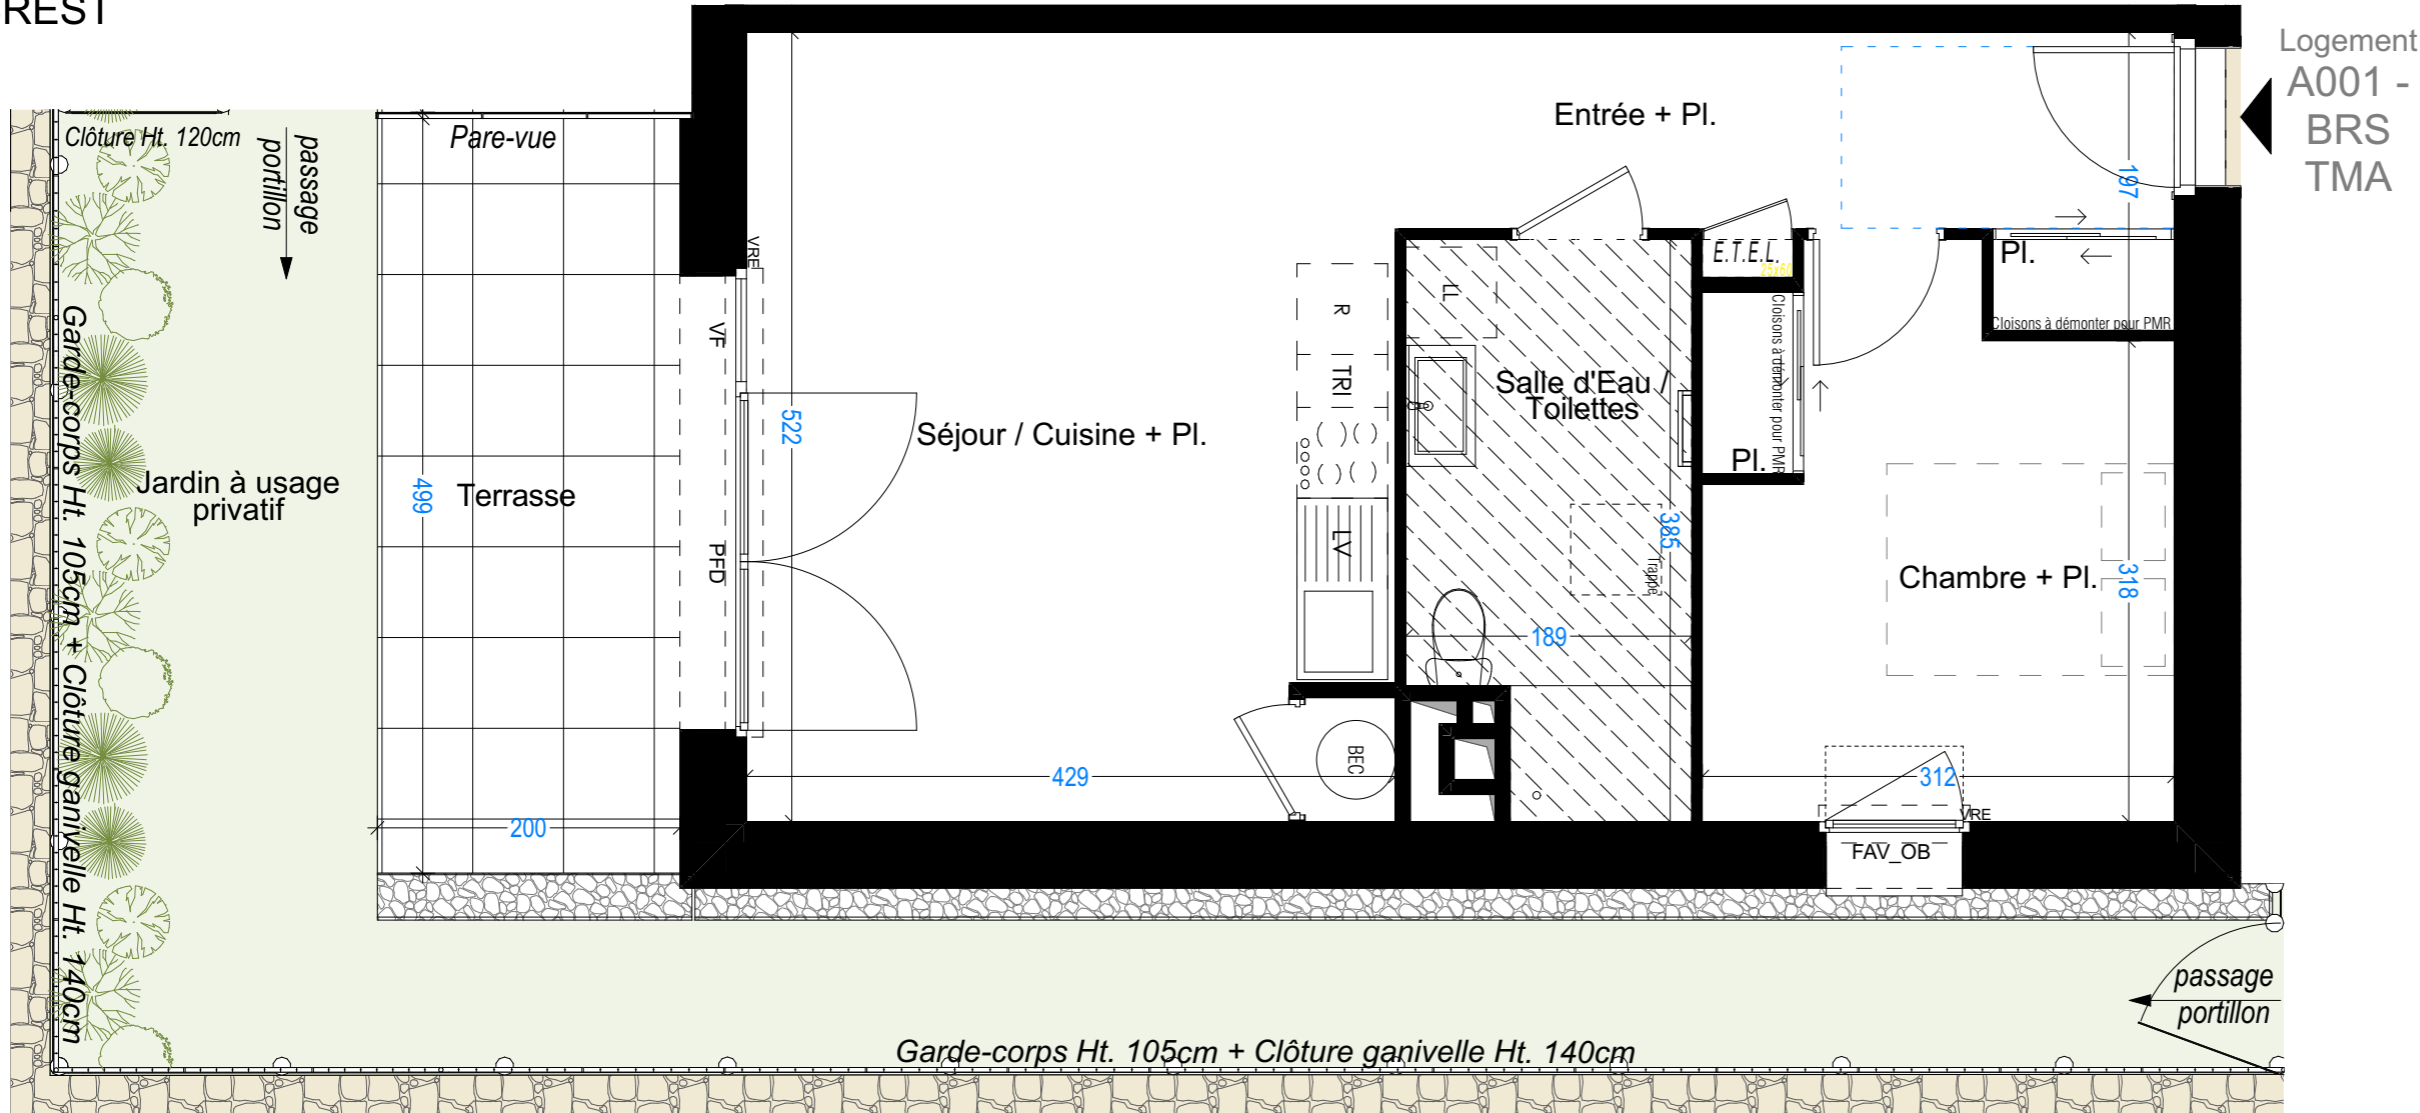 REST
Logement
A001 -
BRS
TMA
Clôture Ht. 120cm
passage
portillon
Pare-vue
Entrée + Pl.
197
VRE
VF
E.T.E.L.
25x60
Pl.
Cloisons à démonter pour PMR
R
LL
TRI
Cloisons à démonter pour PMR
Pl.
Salle d'Eau /
Toilettes
522
Séjour / Cuisine + Pl.
Jardin à usage
privatif
499
Terrasse
PFD
LV
385
Trappe
Chambre + Pl.
318
189
BEC
429
312
200
VRE
FAV_OB
Garde-corps Ht. 105cm + Clôture ganivelle Ht. 140cm
passage
portillon
Garde-corps Ht. 105cm + Clôture ganivelle Ht. 140cm